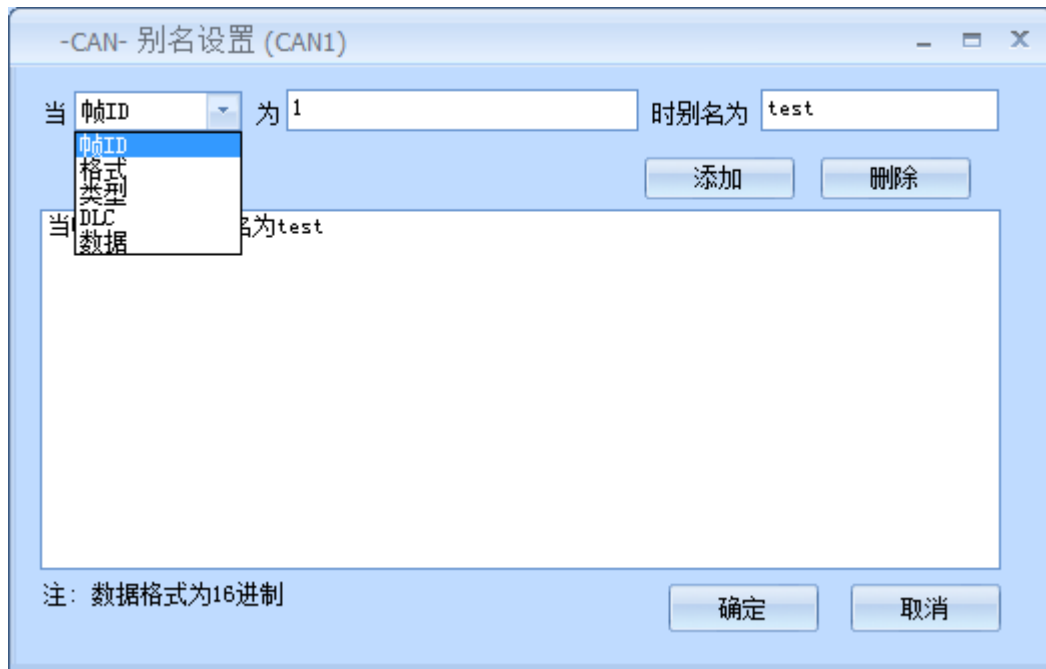 -CAN- 别名设置 (CAN1)
当 帧ID 为 1 时别名为 test
帧ID
格式
类型
DLC
数据
添加 删除
当 名为test
注: 数据格式为16进制
确定 取消